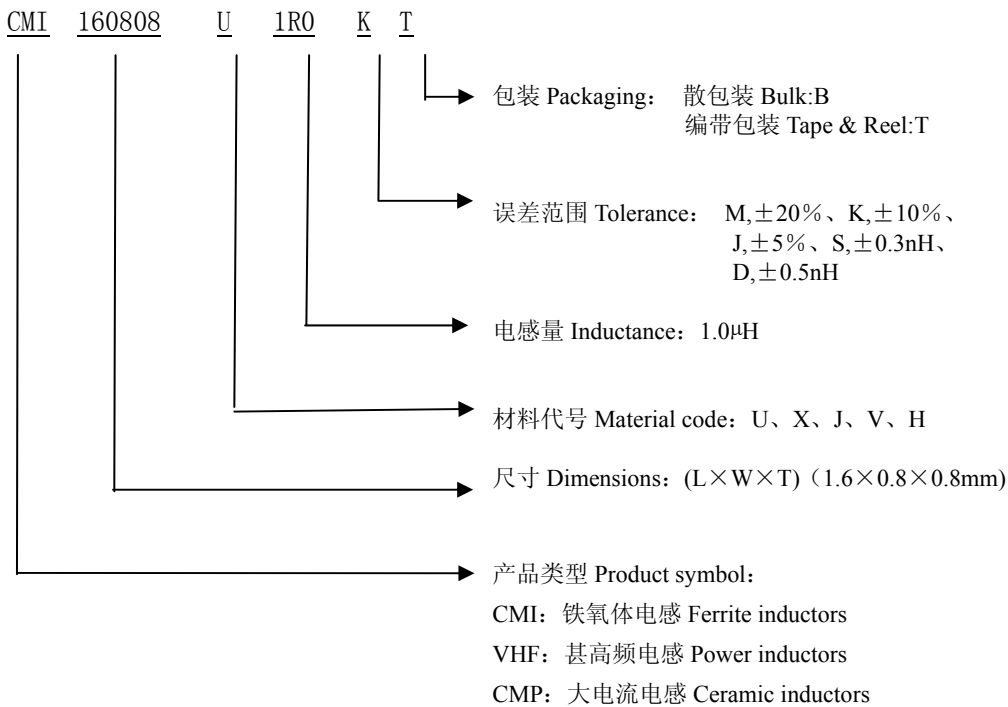 CMI 160808 U 1R0 K T
包装 Packaging： 散包装 Bulk:B
编带包装 Tape & Reel:T
误差范围 Tolerance： M,±20%、K,±10%、
J,±5%、S,±0.3nH、
D,±0.5nH
电感量 Inductance：1.0μH
材料代号 Material code：U、X、J、V、H
尺寸 Dimensions：(L×W×T)（1.6×0.8×0.8mm)
产品类型 Product symbol：
CMI：铁氧体电感 Ferrite inductors
VHF：甚高频电感 Power inductors
CMP：大电流电感 Ceramic inductors